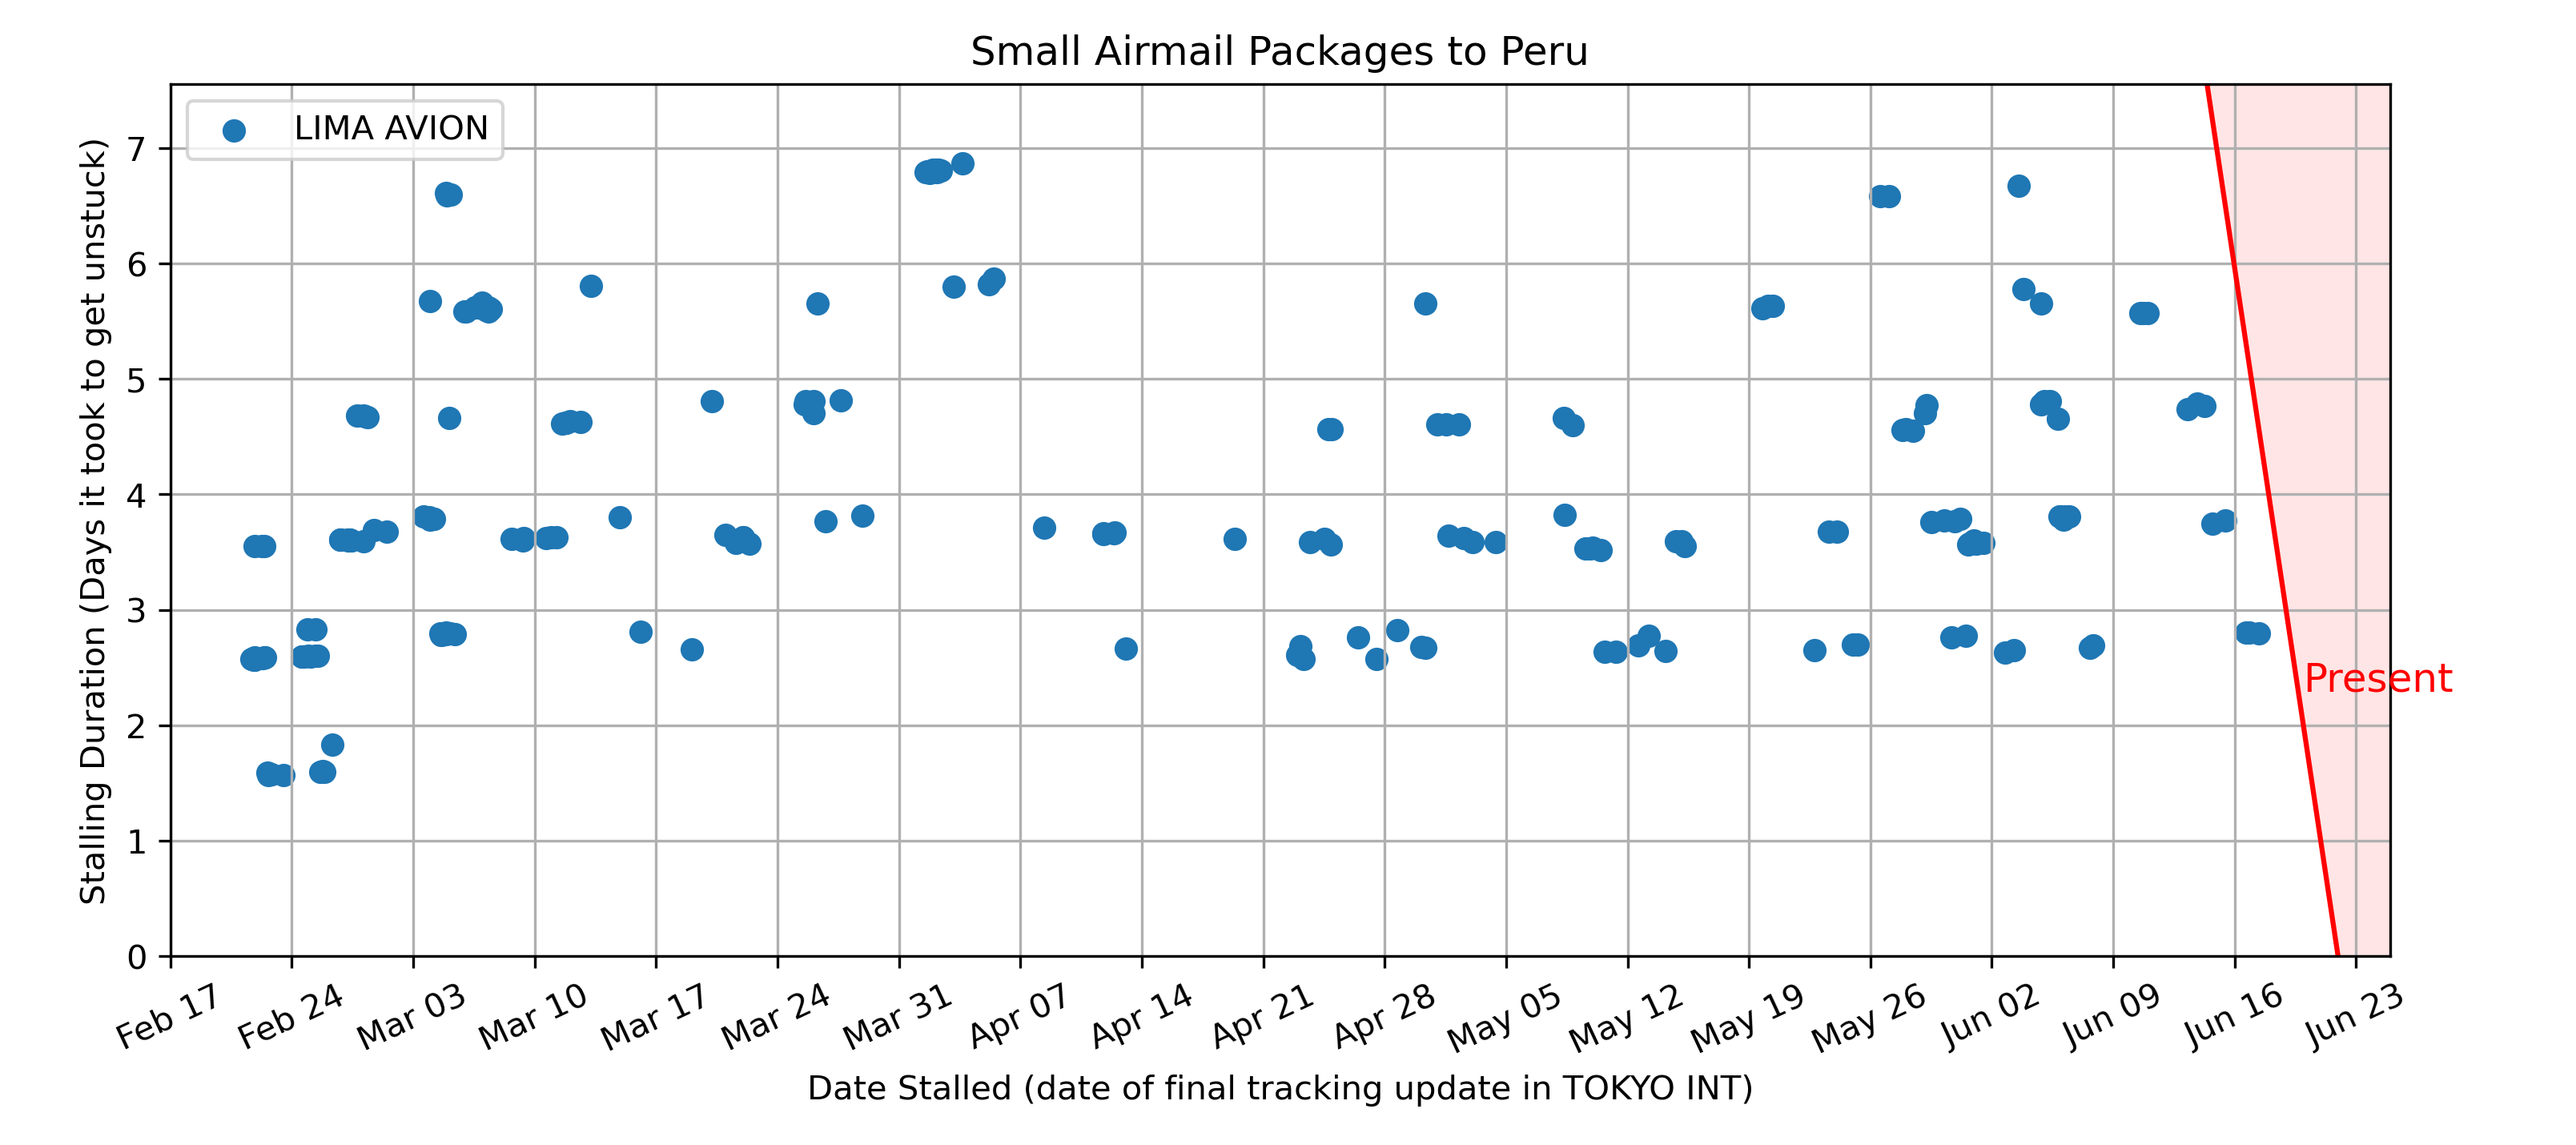 Small Airmail Packages to Peru
LIMA AVION
Stalling Duration (Days it took to get unstuck)
7
6
5
4
3
2
1
0
Present
Feb 17
Feb 24
Mar 03
Mar 10
Mar 17
Mar 24
Mar 31
Apr 07
Apr 14
Apr 21
Apr 28
May 05
May 12
May 19
May 26
Jun 02
Jun 09
Jun 16
Jun 23
Date Stalled (date of final tracking update in TOKYO INT)